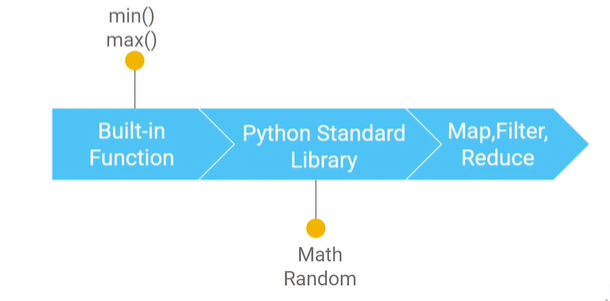 min()
max()
Built-in
Function
Python Standard
Library
Map,Filter,
Reduce
Math
Random